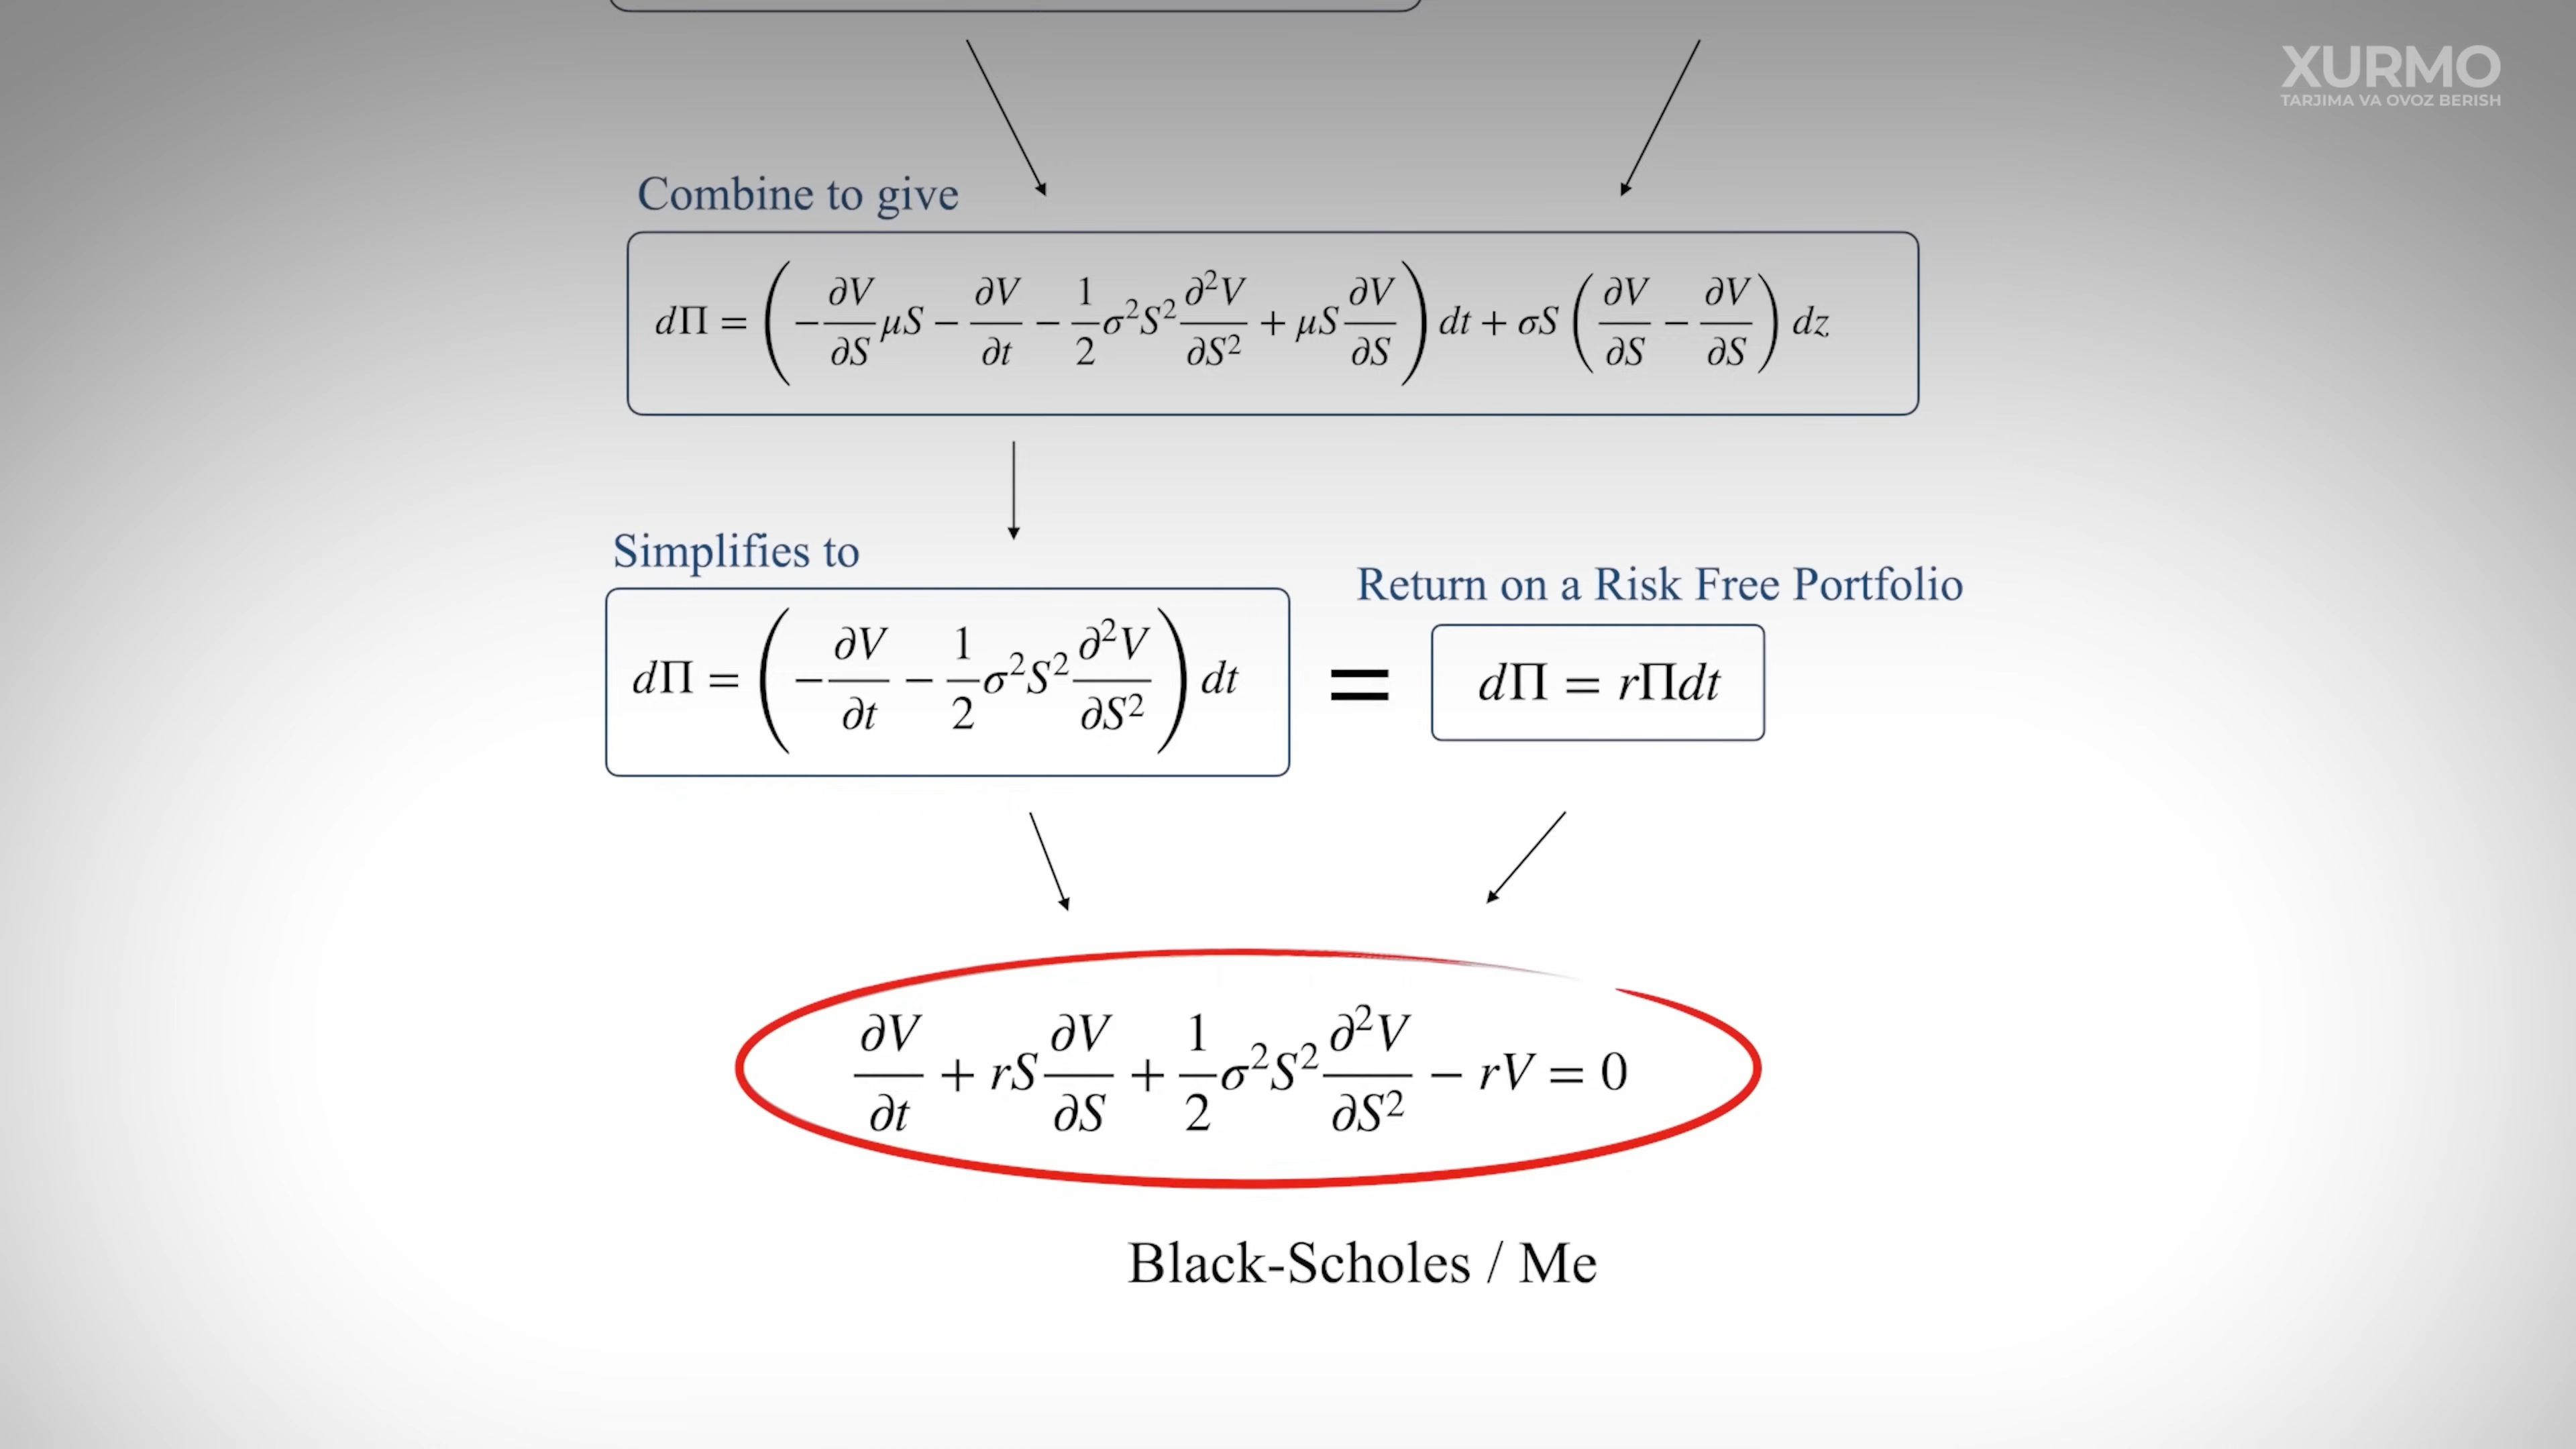 XURMO
TARJIMA VA OVOZ BERISH
Combine to give
dΠ = ( −∂V/∂S μS − ∂V/∂t − 1/2 σ²S² ∂²V/∂S² + μS ∂V/∂S ) dt + σS ( ∂V/∂S − ∂V/∂S ) dz
Simplifies to
Return on a Risk Free Portfolio
dΠ = ( −∂V/∂t − 1/2 σ²S² ∂²V/∂S² ) dt = dΠ = rΠdt
∂V/∂t + rS ∂V/∂S + 1/2 σ²S² ∂²V/∂S² − rV = 0
Black-Scholes / Me